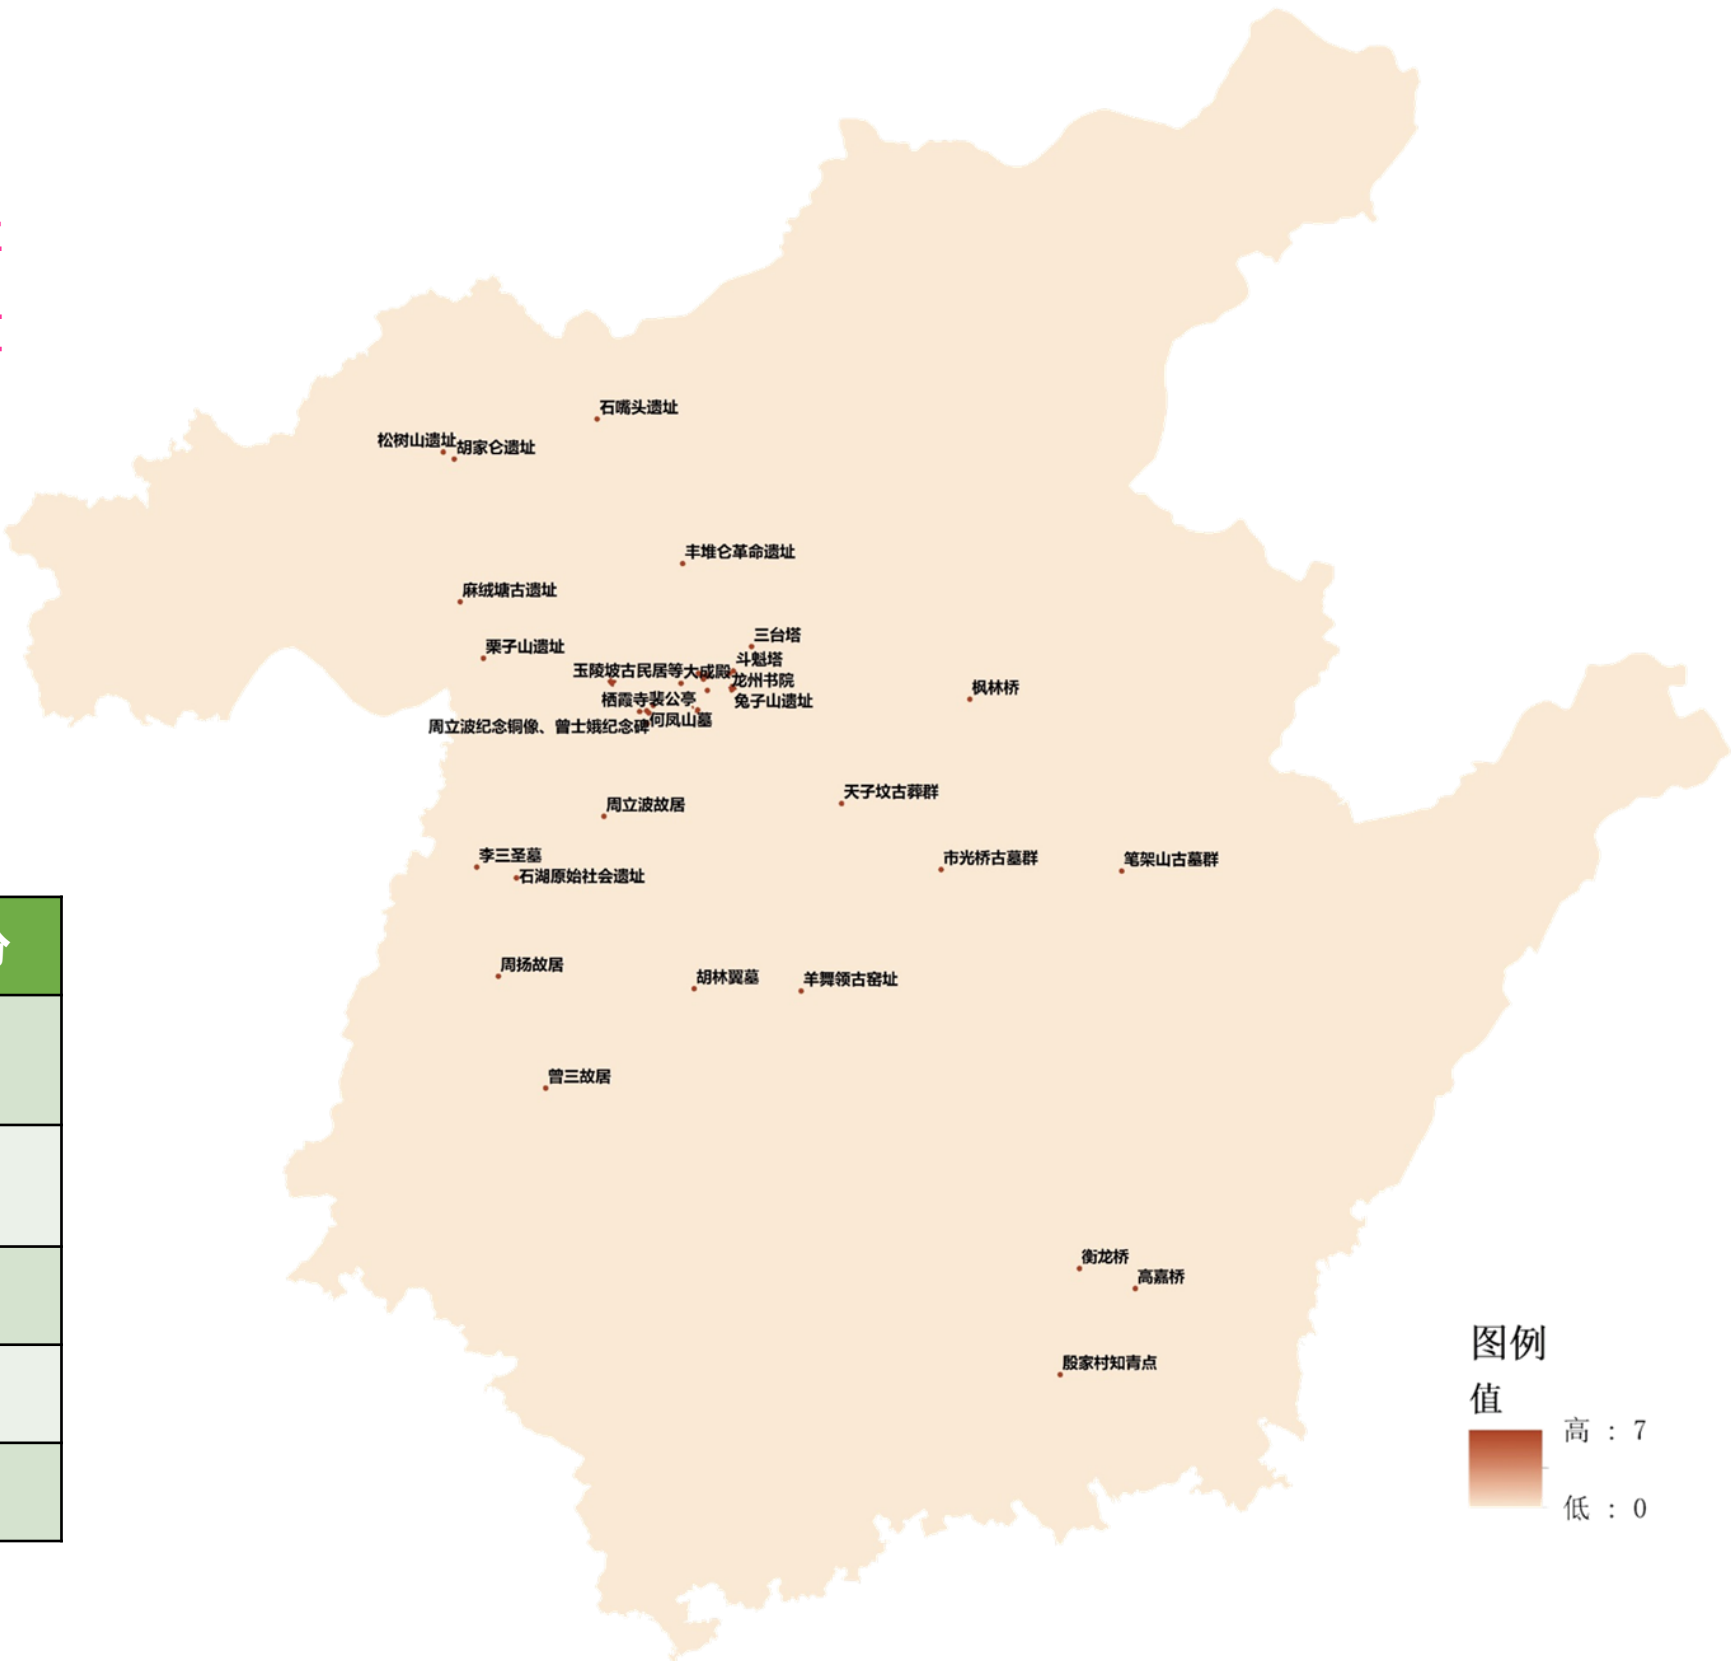 石嘴头遗址
松树山遗址
胡家仑遗址
丰堆仑革命遗址
麻绒塘古遗址
三台塔
栗子山遗址
斗魁塔
玉陵坡古民居等
大成殿
龙州书院
枫林桥
栖霞寺
裴公亭
兔子山遗址
何凤山墓
周立波纪念铜像、曾士娥纪念碑
天子坟古葬群
周立波故居
李三圣墓
市光桥古墓群
笔架山古墓群
石湖原始社会遗址
周扬故居
胡林翼墓
羊舞领古窑址
曾三故居
衡龙桥
高嘉桥
殷家村知青点
图例
值
高 : 7
低 : 0